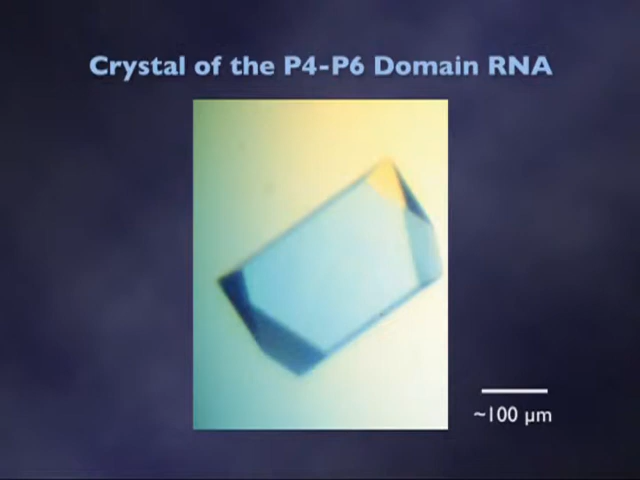 Crystal of the P4-P6 Domain RNA
~100 µm